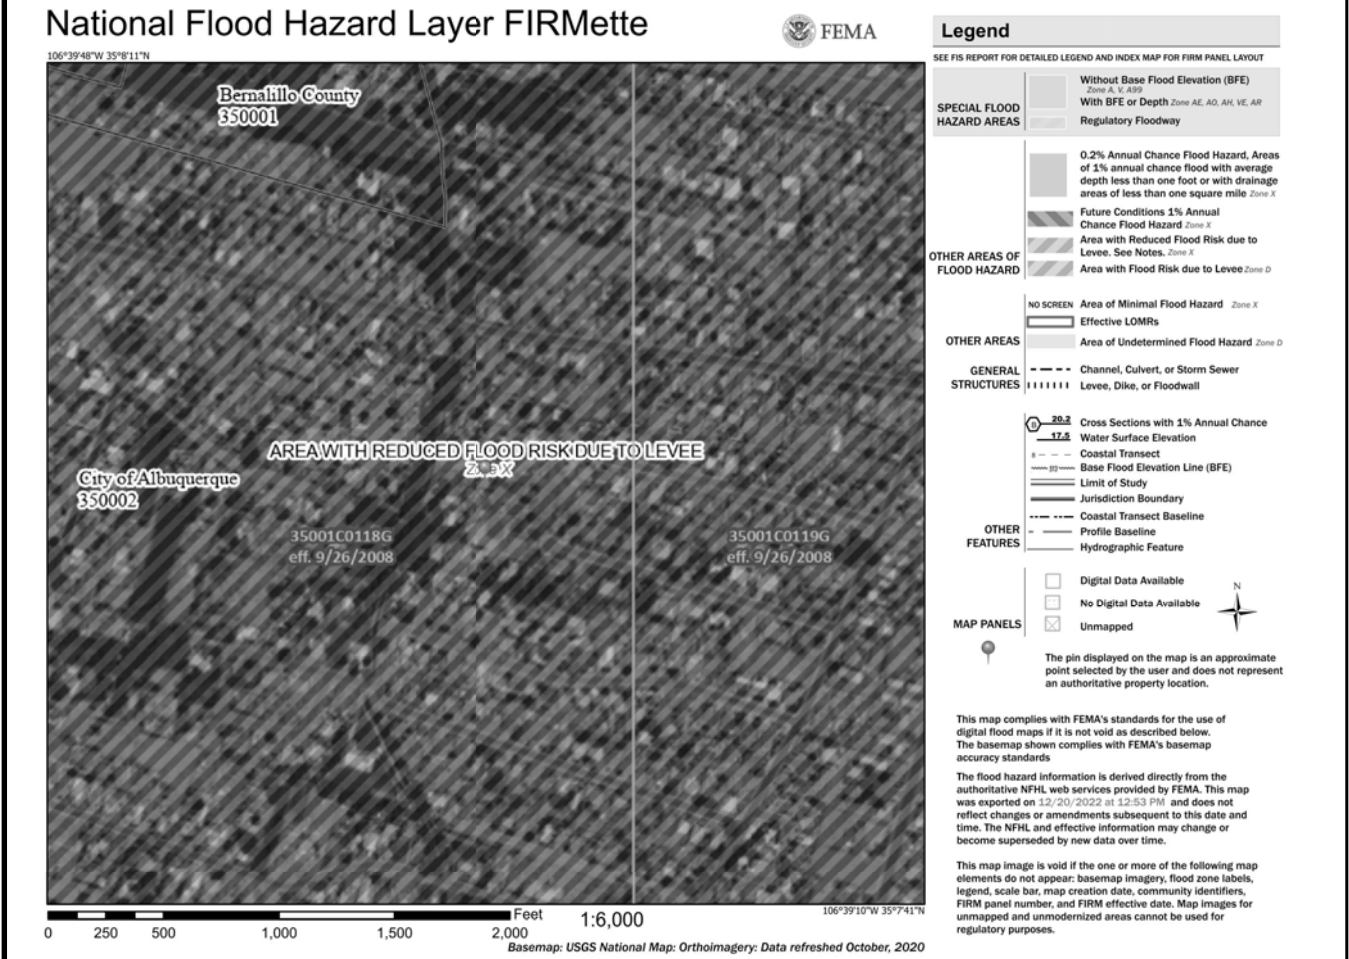 National Flood Hazard Layer FIRMette
FEMA
106°39'48"W 35°8'11"N
Bernalillo County
350001
AREA WITH REDUCED FLOOD RISK DUE TO LEVEE
Zone X
City of Albuquerque
350002
35001C0118G
eff. 9/26/2008
35001C0119G
eff. 9/26/2008
106°39'10"W 35°7'41"N
Feet
1:6,000
0 250 500 1,000 1,500 2,000
Basemap: USGS National Map: Orthoimagery: Data refreshed October, 2020
Legend
SEE FIS REPORT FOR DETAILED LEGEND AND INDEX MAP FOR FIRM PANEL LAYOUT
SPECIAL FLOOD
HAZARD AREAS
Without Base Flood Elevation (BFE)
Zone A, V, A99
With BFE or Depth Zone AE, AO, AH, VE, AR
Regulatory Floodway
0.2% Annual Chance Flood Hazard, Areas
of 1% annual chance flood with average
depth less than one foot or with drainage
areas of less than one square mile Zone X
Future Conditions 1% Annual
Chance Flood Hazard Zone X
Area with Reduced Flood Risk due to
Levee. See Notes. Zone X
Area with Flood Risk due to Levee Zone D
OTHER AREAS OF
FLOOD HAZARD
NO SCREEN Area of Minimal Flood Hazard Zone X
Effective LOMRs
Area of Undetermined Flood Hazard Zone D
OTHER AREAS
GENERAL
STRUCTURES
Channel, Culvert, or Storm Sewer
Levee, Dike, or Floodwall
B 20.2 Cross Sections with 1% Annual Chance
17.5 Water Surface Elevation
8 Coastal Transect
513 Base Flood Elevation Line (BFE)
Limit of Study
Jurisdiction Boundary
Coastal Transect Baseline
Profile Baseline
Hydrographic Feature
OTHER
FEATURES
Digital Data Available
No Digital Data Available
Unmapped
MAP PANELS
N
The pin displayed on the map is an approximate
point selected by the user and does not represent
an authoritative property location.
This map complies with FEMA's standards for the use of
digital flood maps if it is not void as described below.
The basemap shown complies with FEMA's basemap
accuracy standards
The flood hazard information is derived directly from the
authoritative NFHL web services provided by FEMA. This map
was exported on 12/20/2022 at 12:53 PM and does not
reflect changes or amendments subsequent to this date and
time. The NFHL and effective information may change or
become superseded by new data over time.
This map image is void if the one or more of the following map
elements do not appear: basemap imagery, flood zone labels,
legend, scale bar, map creation date, community identifiers,
FIRM panel number, and FIRM effective date. Map images for
unmapped and unmodernized areas cannot be used for
regulatory purposes.